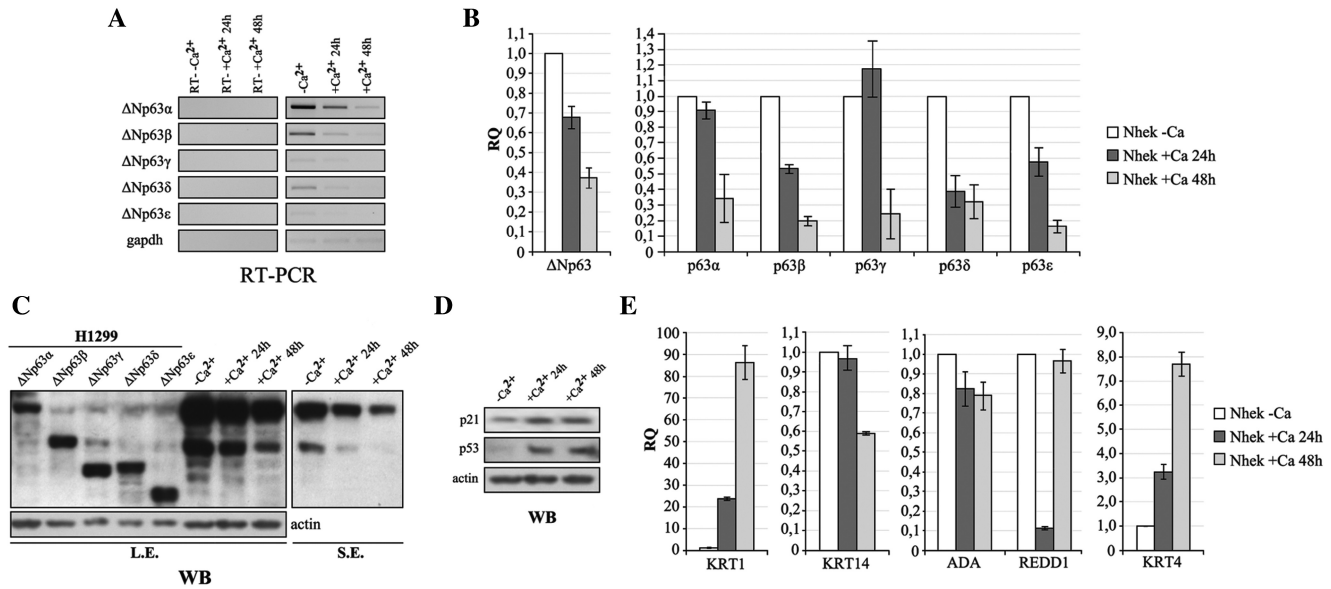 A
RT- -Ca2+
RT- +Ca2+ 24h
RT- +Ca2+ 48h
-Ca2+
+Ca2+ 24h
+Ca2+ 48h
ΔNp63α
ΔNp63β
ΔNp63γ
ΔNp63δ
ΔNp63ε
gapdh
RT-PCR
B
RQ
1,1
1,0
0,9
0,8
0,7
0,6
0,5
0,4
0,3
0,2
0,1
0
ΔNp63
1,4
1,3
1,2
1,1
1,0
0,9
0,8
0,7
0,6
0,5
0,4
0,3
0,2
0,1
0
p63α p63β p63γ p63δ p63ε
Nhek -Ca
Nhek +Ca 24h
Nhek +Ca 48h
C
H1299
ΔNp63α
ΔNp63β
ΔNp63γ
ΔNp63δ
ΔNp63ε
-Ca2+
+Ca2+ 24h
+Ca2+ 48h
-Ca2+
+Ca2+ 24h
+Ca2+ 48h
actin
L.E. S.E.
WB
D
-Ca2+
+Ca2+ 24h
+Ca2+ 48h
p21
p53
actin
WB
E
RQ
100
90
80
70
60
50
40
30
20
10
0
KRT1
1,1
1,0
0,9
0,8
0,7
0,6
0,5
0,4
0,3
0,2
0,1
0
KRT14
1,1
1,0
0,9
0,8
0,7
0,6
0,5
0,4
0,3
0,2
0,1
0
ADA REDD1
9,0
8,0
7,0
6,0
5,0
4,0
3,0
2,0
1,0
0
KRT4
Nhek -Ca
Nhek +Ca 24h
Nhek +Ca 48h